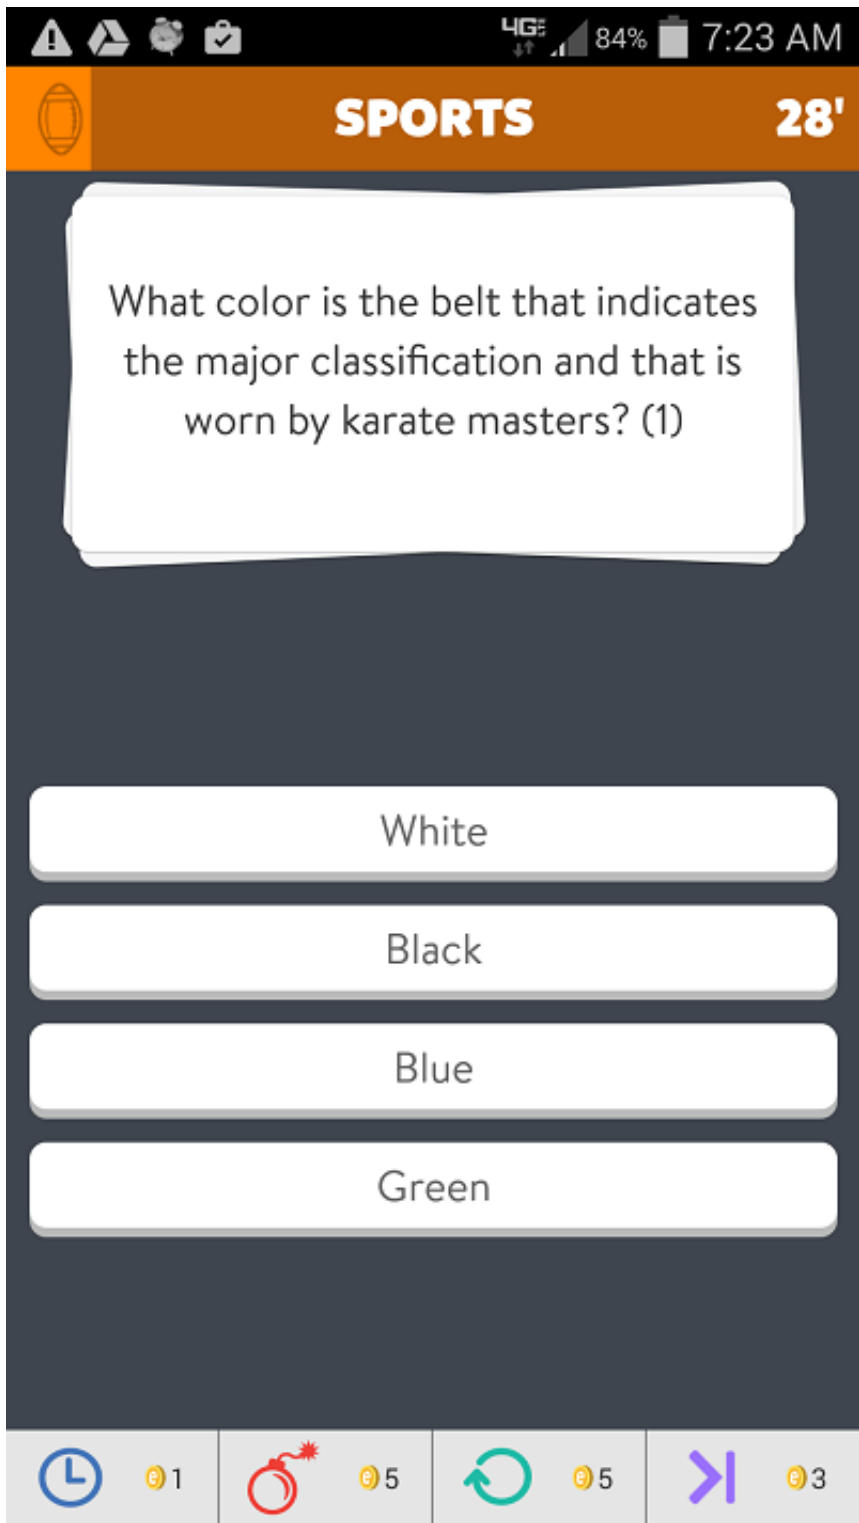 4GE 84% 7:23 AM
SPORTS 28'
What color is the belt that indicates
the major classification and that is
worn by karate masters? (1)
White
Black
Blue
Green
1 5 5 3